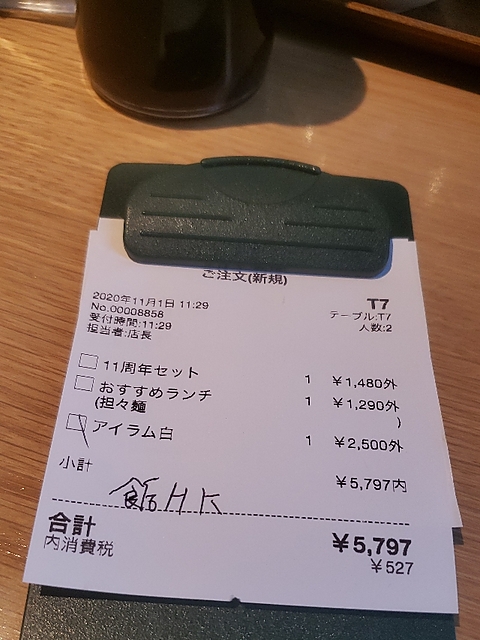 ご注文(新規)
2020年11月1日 11:29
No.00008858
受付時間:11:29
担当者:店長
T7
テーブル:T7
人数:2
11周年セット 1 ¥1,480外
おすすめランチ 1 ¥1,290外
(担々麺 )
アイラム白 1 ¥2,500外
小計 ¥5,797内
飯HK
合計 ¥5,797
内消費税 ¥527